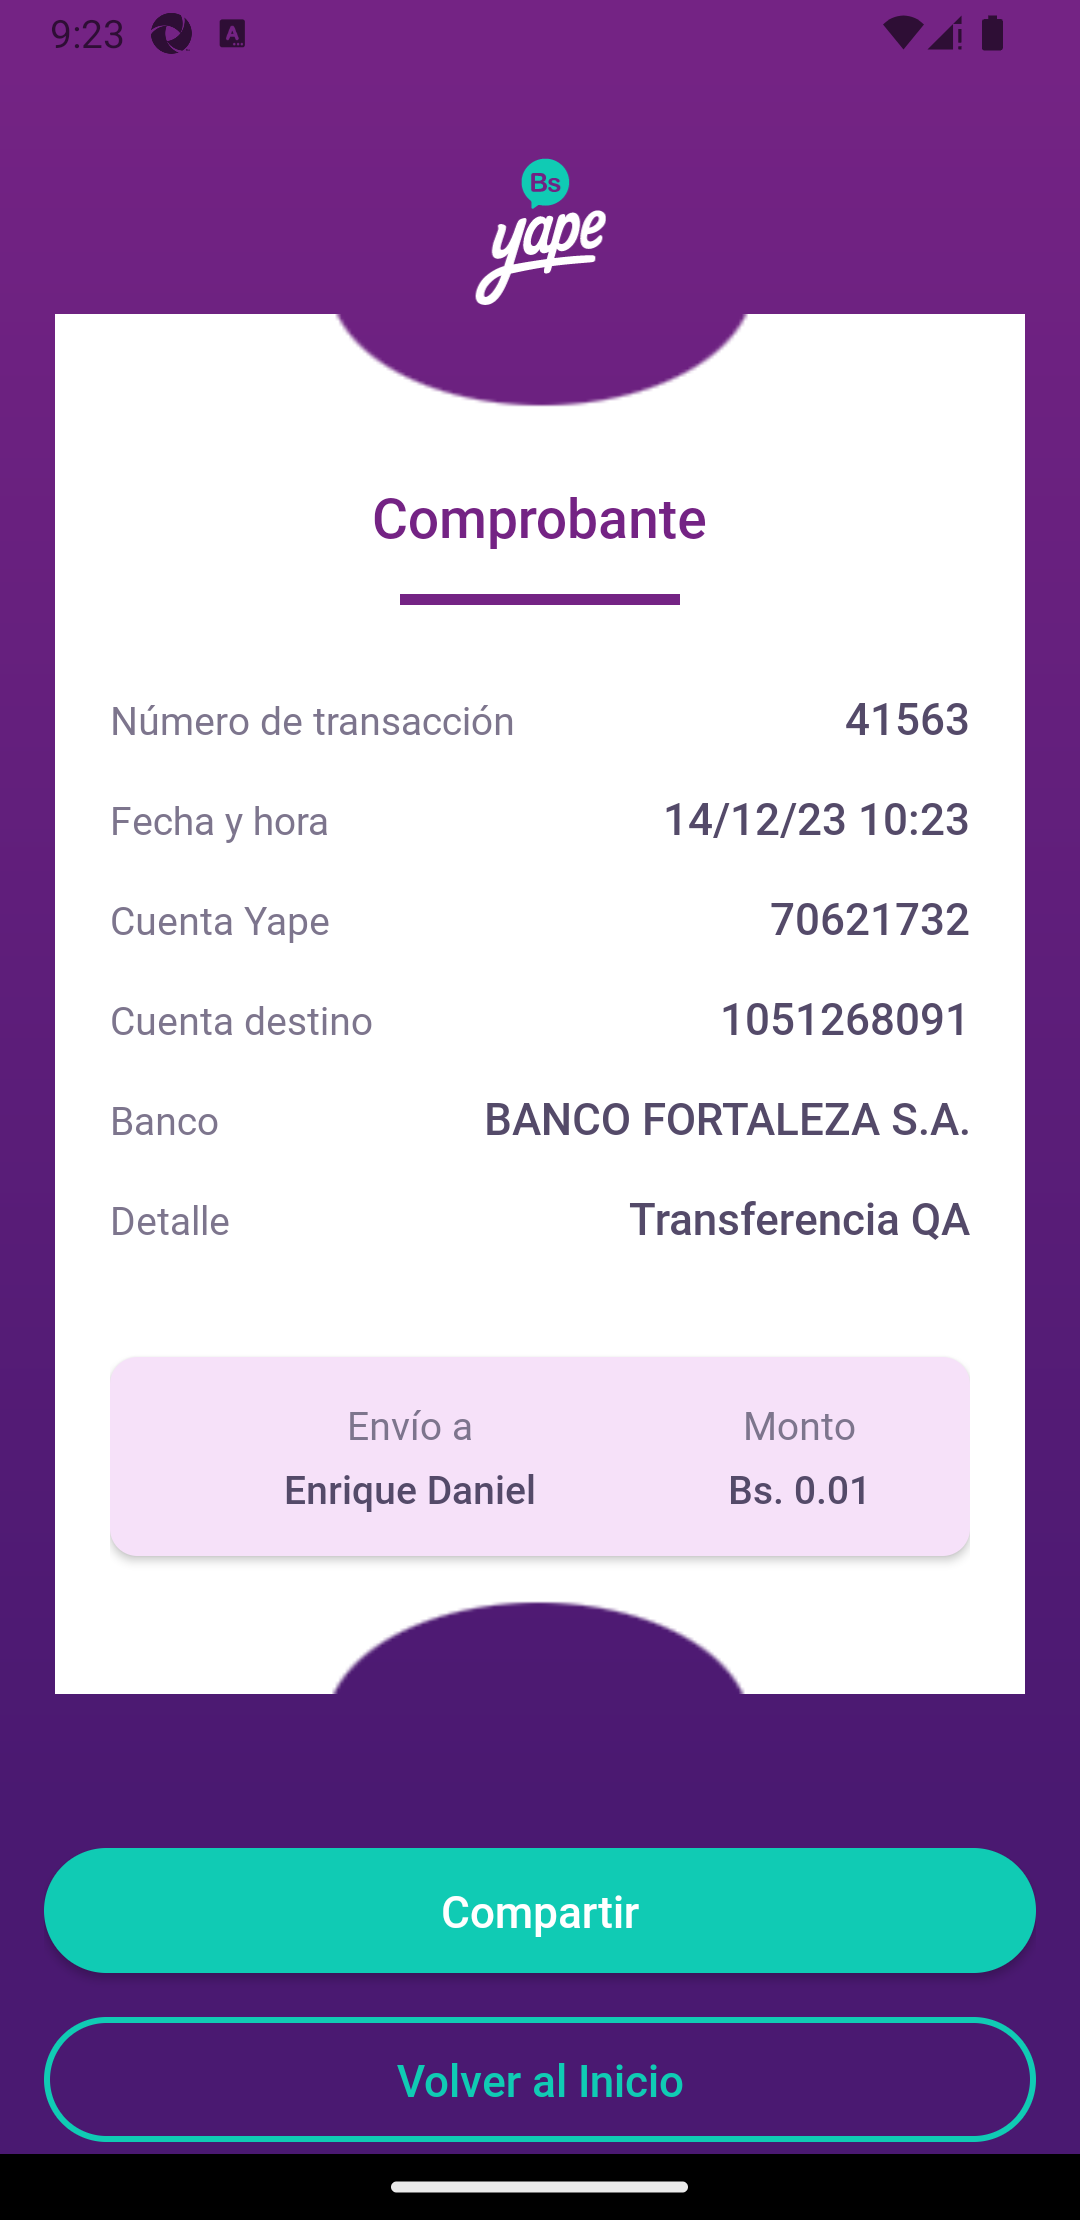 9:23
Bs
yape
Comprobante
Número de transacción 41563
Fecha y hora 14/12/23 10:23
Cuenta Yape 70621732
Cuenta destino 1051268091
Banco BANCO FORTALEZA S.A.
Detalle Transferencia QA
Envío a Monto
Enrique Daniel Bs. 0.01
Compartir
Volver al Inicio